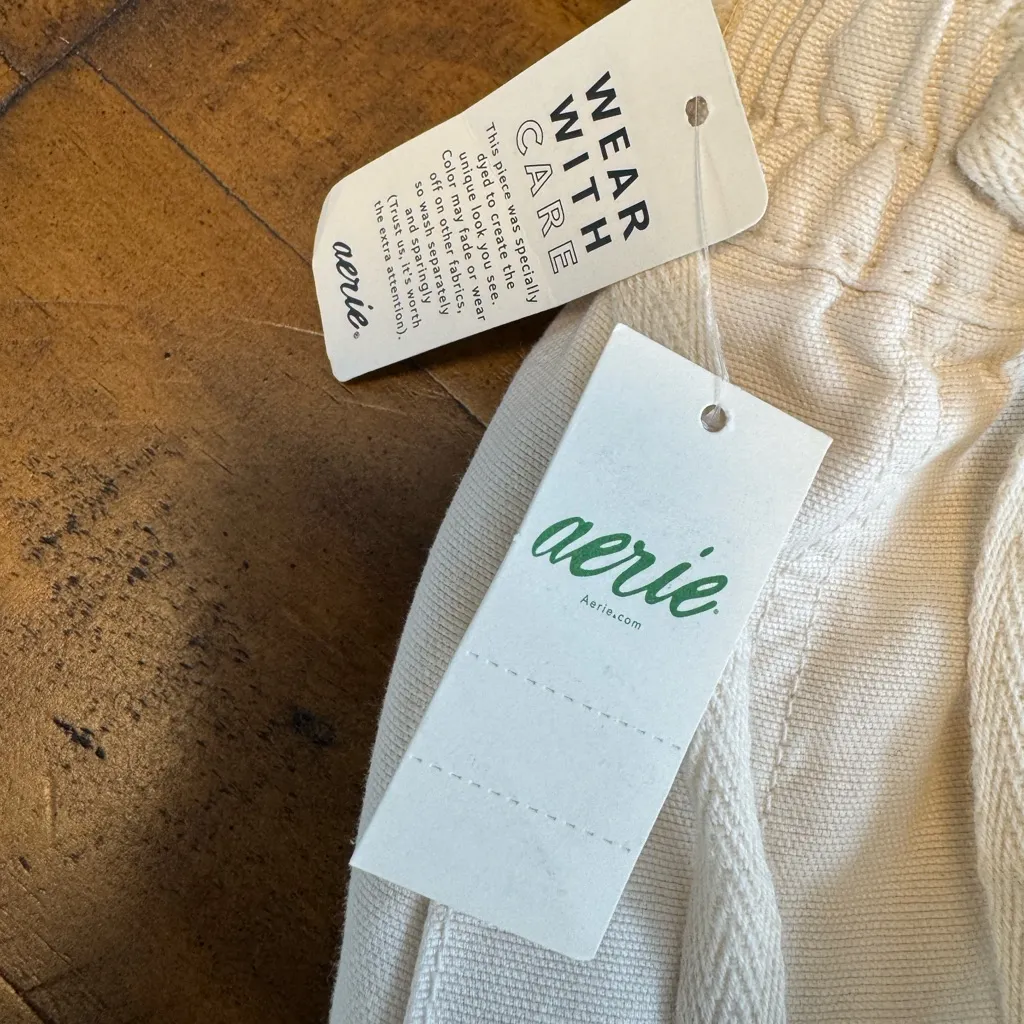 WEAR
WITH
CARE
This piece was specially
dyed to create the
unique look you see.
Color may fade or wear
off on other fabrics,
so wash separately
and sparingly
(Trust us, it's worth
the extra attention).
aerie®
aerie®
Aerie.com